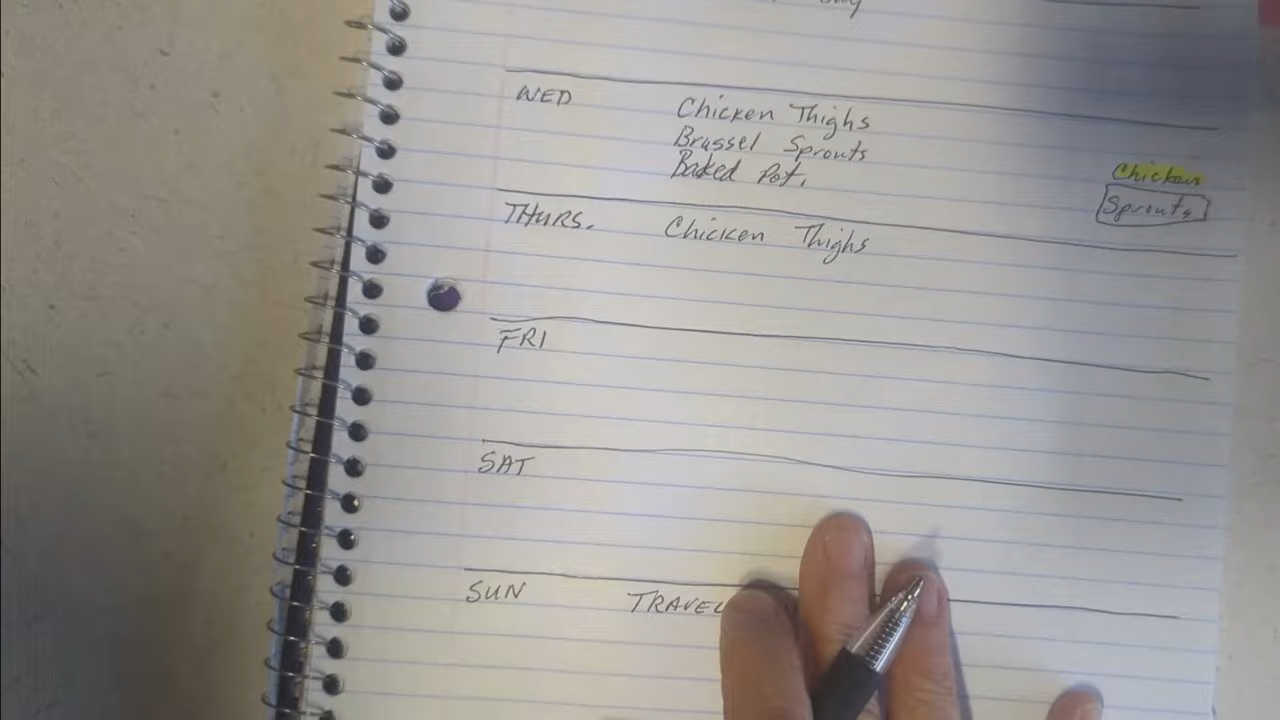 WED Chicken Thighs
Brussel Sprouts
Baked Pot.
Chicken
Sprouts
THURS. Chicken Thighs
FRI
SAT
SUN TRAVEL